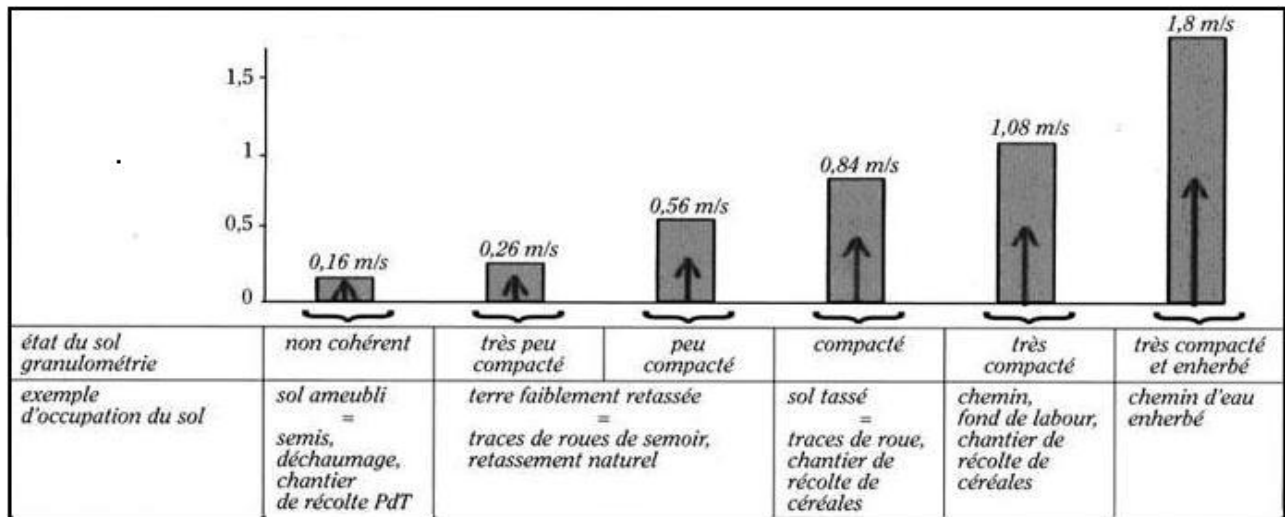 1,8 m/s
1,5
1,08 m/s
1
0,84 m/s
0,56 m/s
0,5
0,26 m/s
0,16 m/s
0
état du sol
granulométrie
non cohérent
très peu
compacté
peu
compacté
compacté
très
compacté
très compacté
et enherbé
exemple
d'occupation du sol
sol ameubli
=
semis,
déchaumage,
chantier
de récolte PdT
terre faiblement retassée
=
traces de roues de semoir,
retassement naturel
sol tassé
=
traces de roue,
chantier de
récolte de
céréales
chemin,
fond de labour,
chantier de
récolte de
céréales
chemin d'eau
enherbé